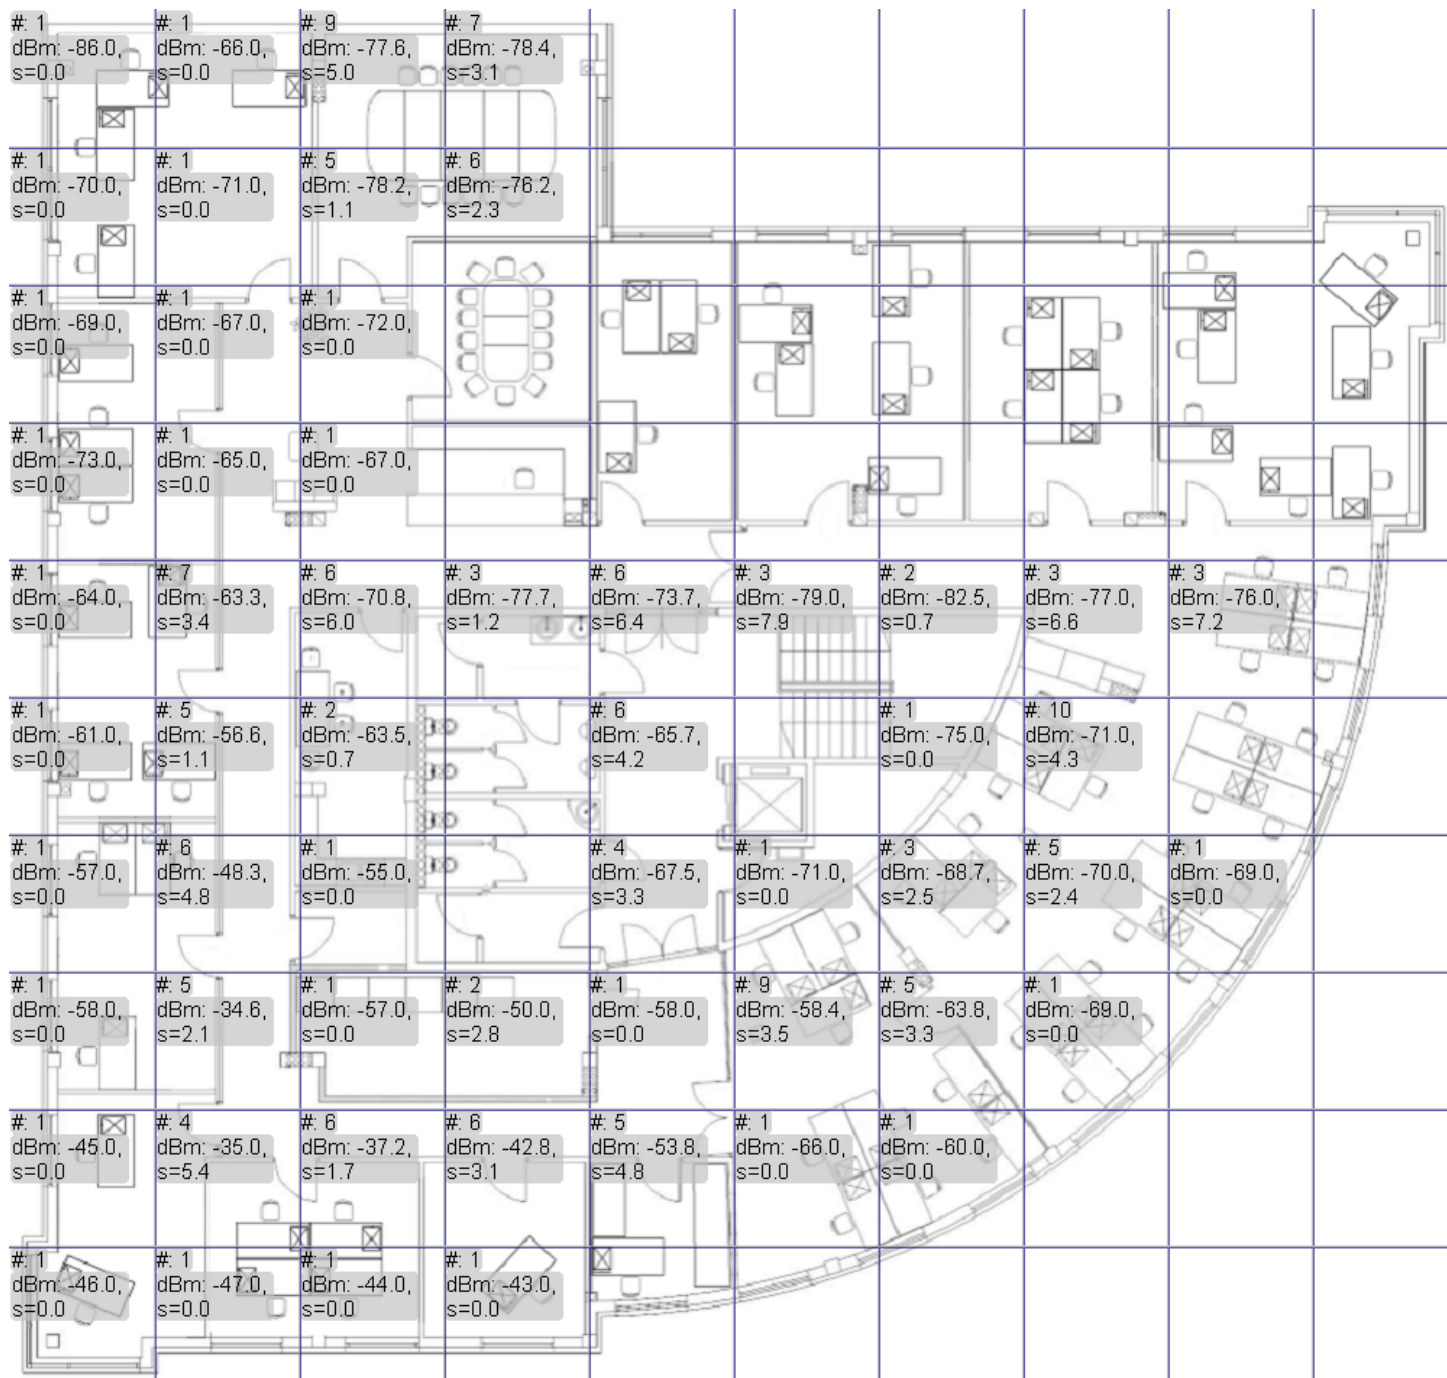 #: 1
dBm: -86.0,
s=0.0
#: 1
dBm: -66.0,
s=0.0
#: 9
dBm: -77.6,
s=5.0
#: 7
dBm: -78.4,
s=3.1
#: 1
dBm: -70.0,
s=0.0
#: 1
dBm: -71.0,
s=0.0
#: 5
dBm: -78.2,
s=1.1
#: 6
dBm: -76.2,
s=2.3
#: 1
dBm: -69.0,
s=0.0
#: 1
dBm: -67.0,
s=0.0
#: 1
dBm: -72.0,
s=0.0
#: 1
dBm: -73.0,
s=0.0
#: 1
dBm: -65.0,
s=0.0
#: 1
dBm: -67.0,
s=0.0
#: 1
dBm: -64.0,
s=0.0
#: 7
dBm: -63.3,
s=3.4
#: 6
dBm: -70.8,
s=6.0
#: 3
dBm: -77.7,
s=1.2
#: 6
dBm: -73.7,
s=6.4
#: 3
dBm: -79.0,
s=7.9
#: 2
dBm: -82.5,
s=0.7
#: 3
dBm: -77.0,
s=6.6
#: 3
dBm: -76.0,
s=7.2
#: 1
dBm: -61.0,
s=0.0
#: 5
dBm: -56.6,
s=1.1
#: 2
dBm: -63.5,
s=0.7
#: 6
dBm: -65.7,
s=4.2
#: 1
dBm: -75.0,
s=0.0
#: 10
dBm: -71.0,
s=4.3
#: 1
dBm: -57.0,
s=0.0
#: 6
dBm: -48.3,
s=4.8
#: 1
dBm: -55.0,
s=0.0
#: 4
dBm: -67.5,
s=3.3
#: 1
dBm: -71.0,
s=0.0
#: 3
dBm: -68.7,
s=2.5
#: 5
dBm: -70.0,
s=2.4
#: 1
dBm: -69.0,
s=0.0
#: 1
dBm: -58.0,
s=0.0
#: 5
dBm: -34.6,
s=2.1
#: 1
dBm: -57.0,
s=0.0
#: 2
dBm: -50.0,
s=2.8
#: 1
dBm: -58.0,
s=0.0
#: 9
dBm: -58.4,
s=3.5
#: 5
dBm: -63.8,
s=3.3
#: 1
dBm: -69.0,
s=0.0
#: 1
dBm: -45.0,
s=0.0
#: 4
dBm: -35.0,
s=5.4
#: 6
dBm: -37.2,
s=1.7
#: 6
dBm: -42.8,
s=3.1
#: 5
dBm: -53.8,
s=4.8
#: 1
dBm: -66.0,
s=0.0
#: 1
dBm: -60.0,
s=0.0
#: 1
dBm: -46.0,
s=0.0
#: 1
dBm: -47.0,
s=0.0
#: 1
dBm: -44.0,
s=0.0
#: 1
dBm: -43.0,
s=0.0